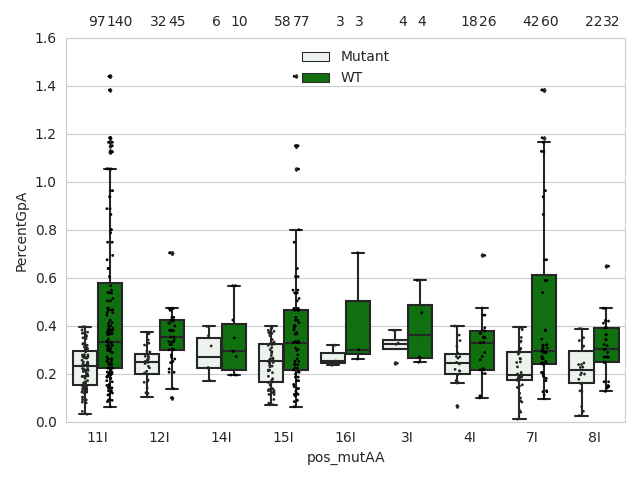 97 140 32 45 6 10 58 77 3 3 4 4 18 26 42 60 22 32
Mutant
WT
1.6
1.4
1.2
1.0
0.8
0.6
0.4
0.2
0.0
PercentGpA
11I 12I 14I 15I 16I 3I 4I 7I 8I
pos_mutAA